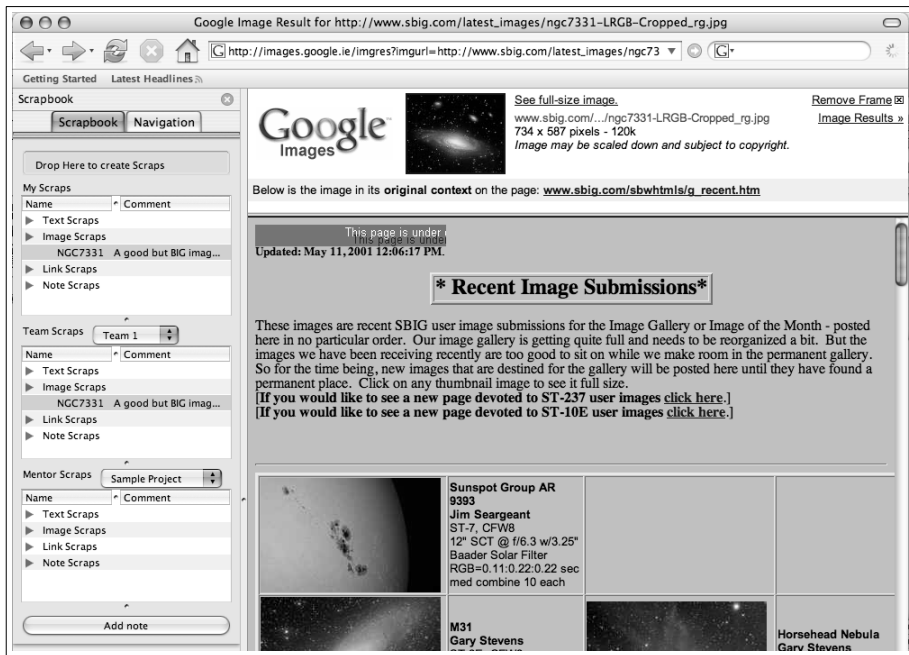 Google Image Result for http://www.sbig.com/latest_images/ngc7331-LRGB-Cropped_rg.jpg
G http://images.google.ie/imgres?imgurl=http://www.sbig.com/latest_images/ngc73
G
Getting Started Latest Headlines
Scrapbook
Scrapbook Navigation
Drop Here to create Scraps
My Scraps
Name Comment
Text Scraps
Image Scraps
NGC7331 A good but BIG imag...
Link Scraps
Note Scraps
Team Scraps Team 1
Name Comment
Text Scraps
Image Scraps
NGC7331 A good but BIG imag...
Link Scraps
Note Scraps
Mentor Scraps Sample Project
Name Comment
Text Scraps
Image Scraps
Link Scraps
Note Scraps
Add note
Google
Images
See full-size image.
www.sbig.com/.../ngc7331-LRGB-Cropped_rg.jpg
734 x 587 pixels - 120k
Image may be scaled down and subject to copyright.
Remove Frame
Image Results »
Below is the image in its original context on the page: www.sbig.com/sbwhtmls/g_recent.htm
This page is under
This page is under
Updated: May 11, 2001 12:06:17 PM.
* Recent Image Submissions*
These images are recent SBIG user image submissions for the Image Gallery or Image of the Month - posted
here in no particular order. Our image gallery is getting quite full and needs to be reorganized a bit. But the
images we have been receiving recently are too good to sit on while we make room in the permanent gallery.
So for the time being, new images that are destined for the gallery will be posted here until they have found a
permanent place. Click on any thumbnail image to see it full size.
[If you would like to see a new page devoted to ST-237 user images click here.]
[If you would like to see a new page devoted to ST-10E user images click here.]
Sunspot Group AR
9393
Jim Seargeant
ST-7, CFW8
12" SCT @ f/6.3 w/3.25"
Baader Solar Filter
RGB=0.11:0.22:0.22 sec
med combine 10 each
M31
Gary Stevens
Horsehead Nebula
Gary Stevens